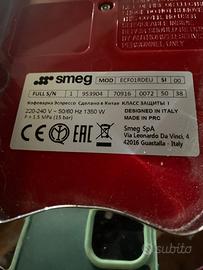 smeg MOD ECF01RDEU SI 00
FULL S/N 1 953904 70916 0072 50 38
Кофеварка Эспрессо Сделано в Китае КЛАСС ЗАЩИТЫ I
220-240 V ~ 50/60 Hz 1350 W
P = 1.5 MPa (15 bar)
DESIGNED IN ITALY
MADE IN PRC
Smeg SpA
Via Leonardo Da Vinci, 4
42016 Guastalla - Italy
subito